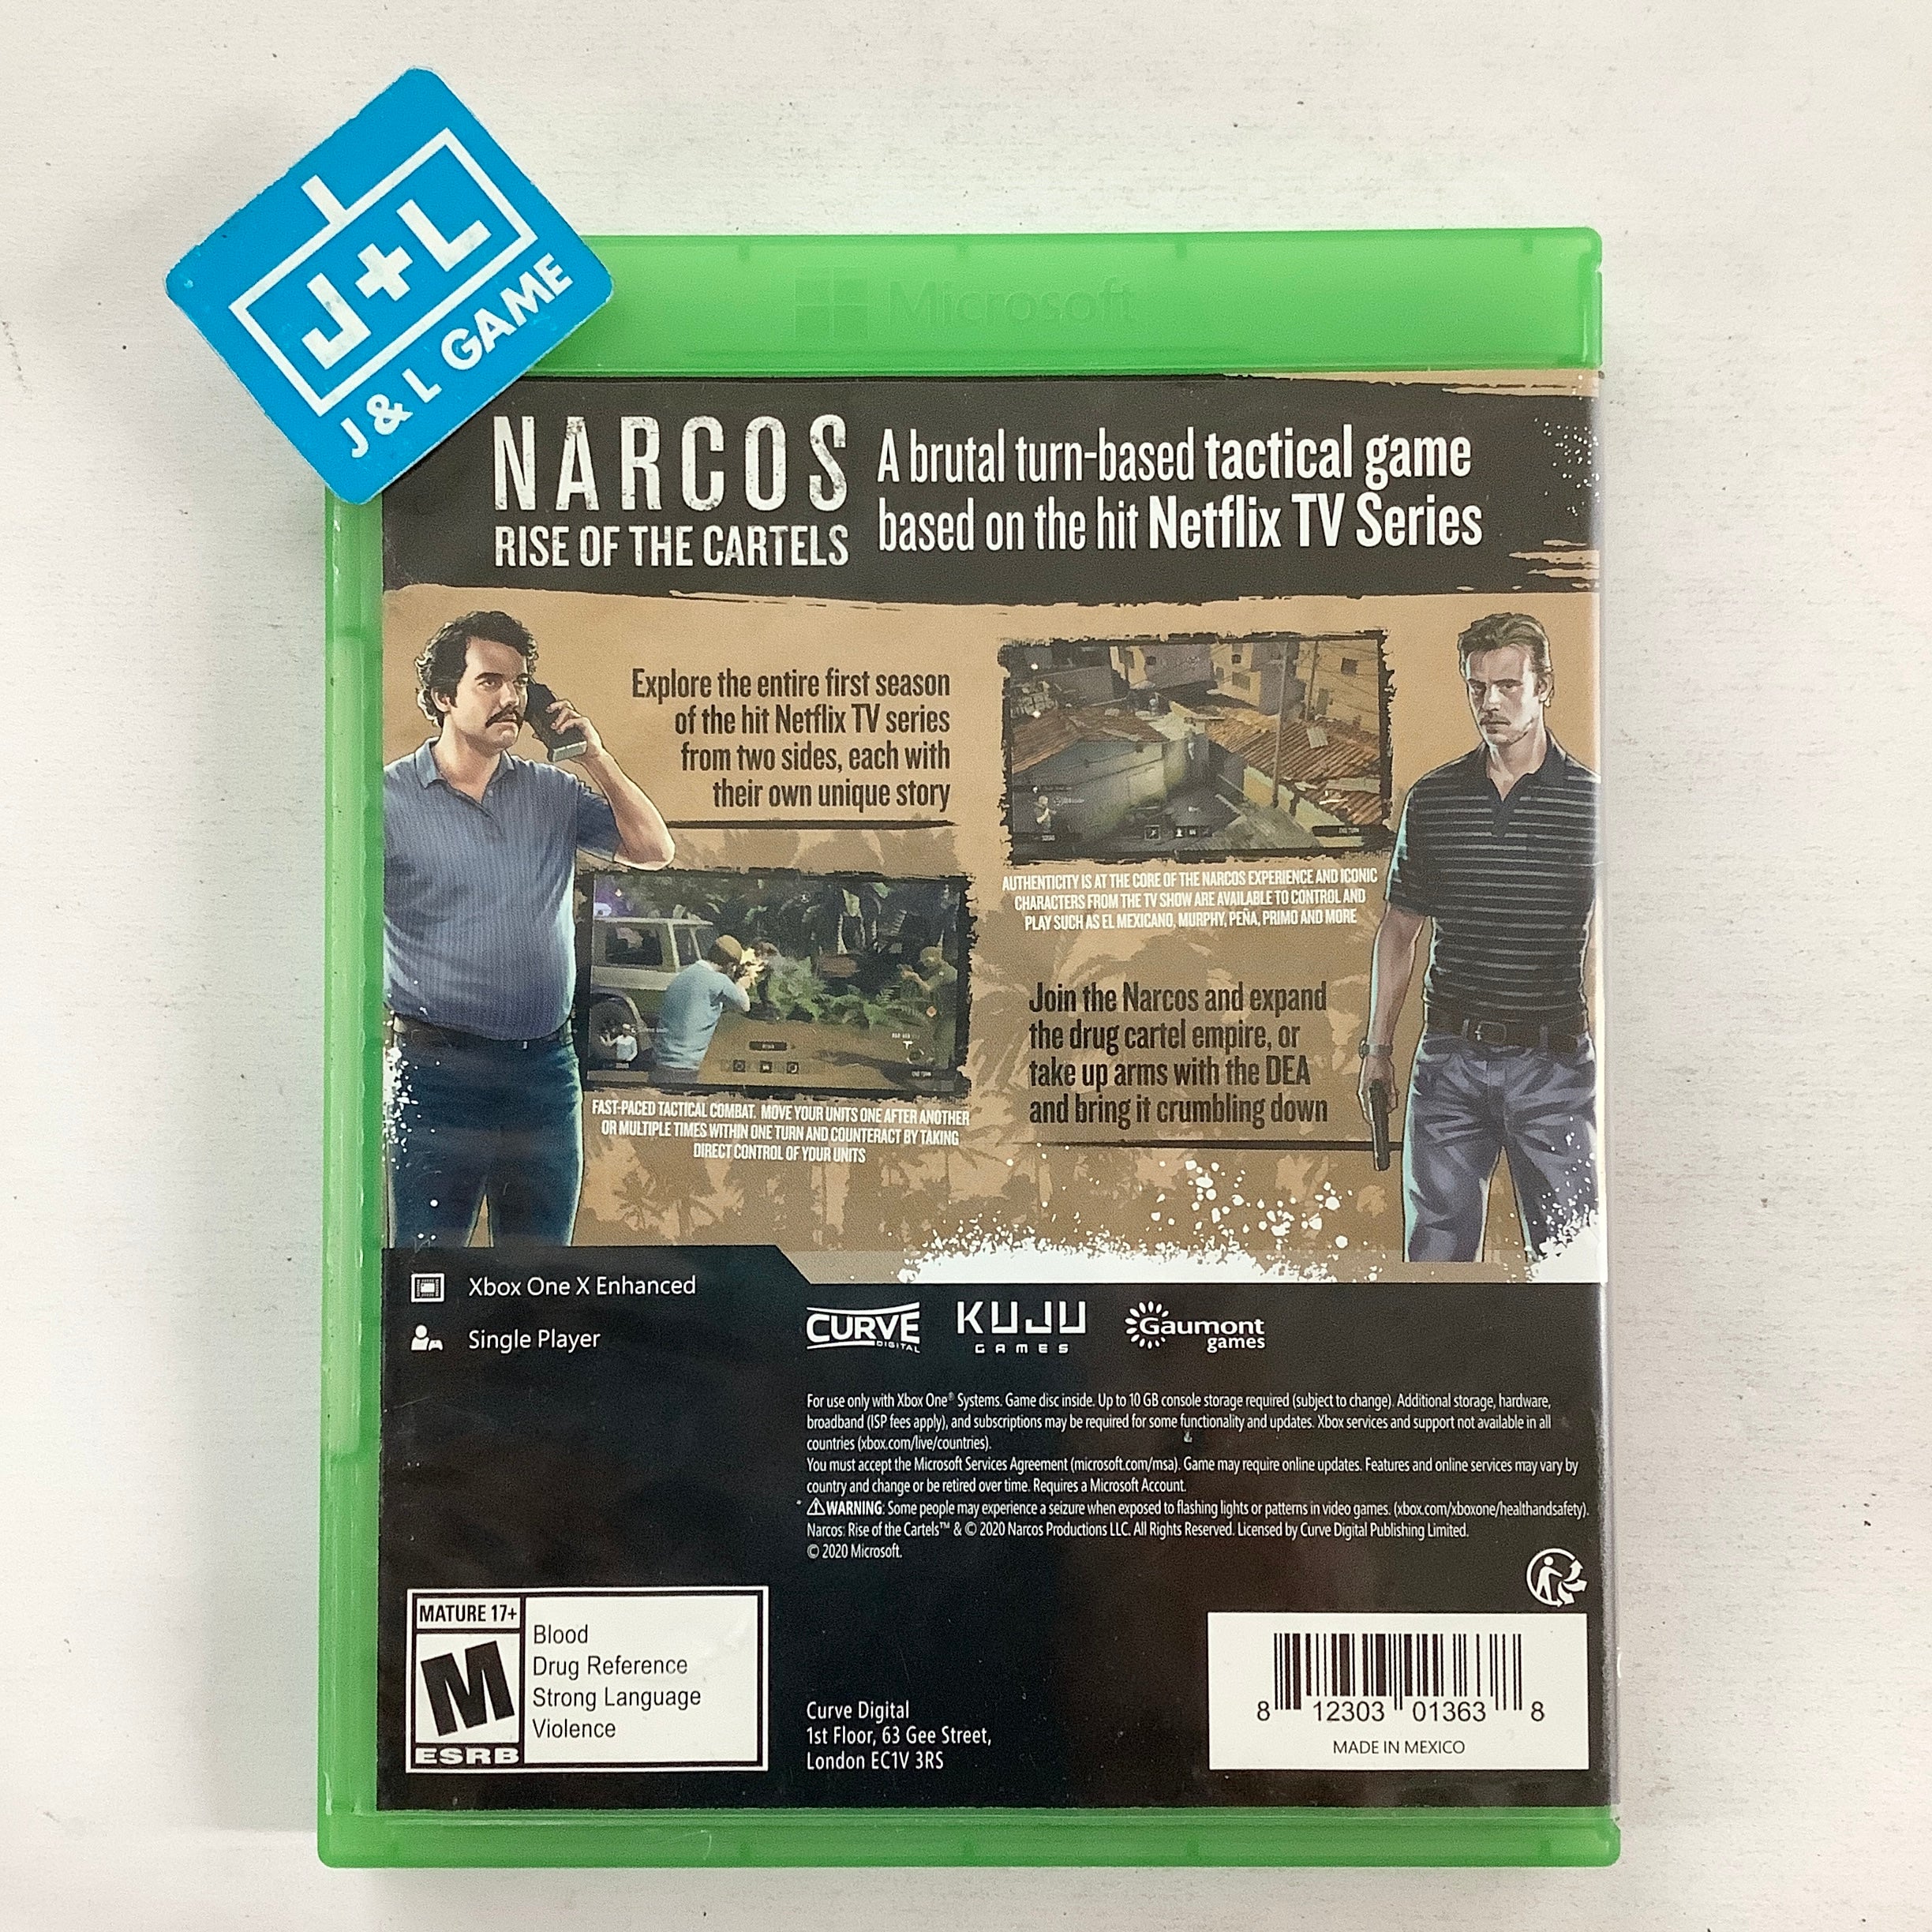 J+L
J & L GAME
Microsoft
NARCOS
RISE OF THE CARTELS
A brutal turn-based tactical game
based on the hit Netflix TV Series
Explore the entire first season
of the hit Netflix TV series
from two sides, each with
their own unique story
AUTHENTICITY IS AT THE CORE OF THE NARCOS EXPERIENCE AND ICONIC
CHARACTERS FROM THE TV SHOW ARE AVAILABLE TO CONTROL AND
PLAY SUCH AS EL MEXICANO, MURPHY, PEÑA, PRIMO AND MORE
FAST-PACED TACTICAL COMBAT. MOVE YOUR UNITS ONE AFTER ANOTHER
OR MULTIPLE TIMES WITHIN ONE TURN AND COUNTERACT BY TAKING
DIRECT CONTROL OF YOUR UNITS
Join the Narcos and expand
the drug cartel empire, or
take up arms with the DEA
and bring it crumbling down
Xbox One X Enhanced
Single Player
CURVE
DIGITAL
KUJU
GAMES
Gaumont
games
For use only with Xbox One® Systems. Game disc inside. Up to 10 GB console storage required (subject to change). Additional storage, hardware,
broadband (ISP fees apply), and subscriptions may be required for some functionality and updates. Xbox services and support not available in all
countries (xbox.com/live/countries).
You must accept the Microsoft Services Agreement (microsoft.com/msa). Game may require online updates. Features and online services may vary by
country and change or be retired over time. Requires a Microsoft Account.
WARNING: Some people may experience a seizure when exposed to flashing lights or patterns in video games. (xbox.com/xboxone/healthandsafety).
Narcos: Rise of the Cartels™ & © 2020 Narcos Productions LLC. All Rights Reserved. Licensed by Curve Digital Publishing Limited.
© 2020 Microsoft.
MATURE 17+
M
ESRB
Blood
Drug Reference
Strong Language
Violence
Curve Digital
1st Floor, 63 Gee Street,
London EC1V 3RS
8 12303 01363 8
MADE IN MEXICO